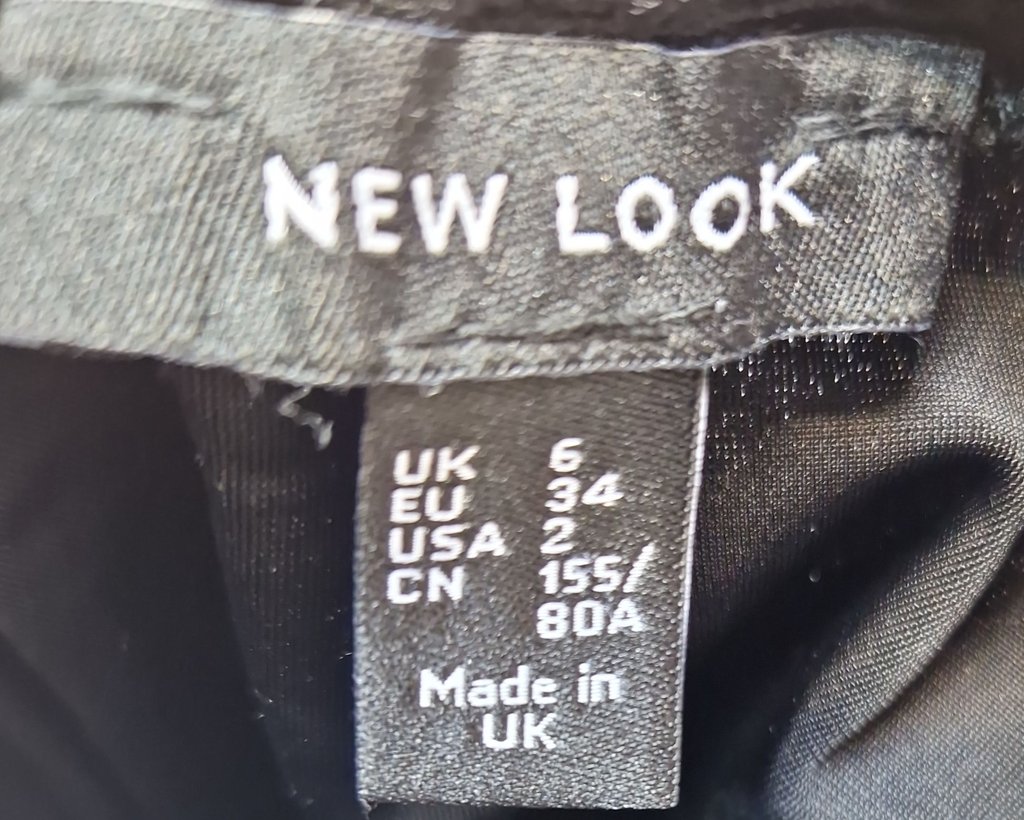 NEW LOOK
UK 6
EU 34
USA 2
CN 155/
80A
Made in
UK